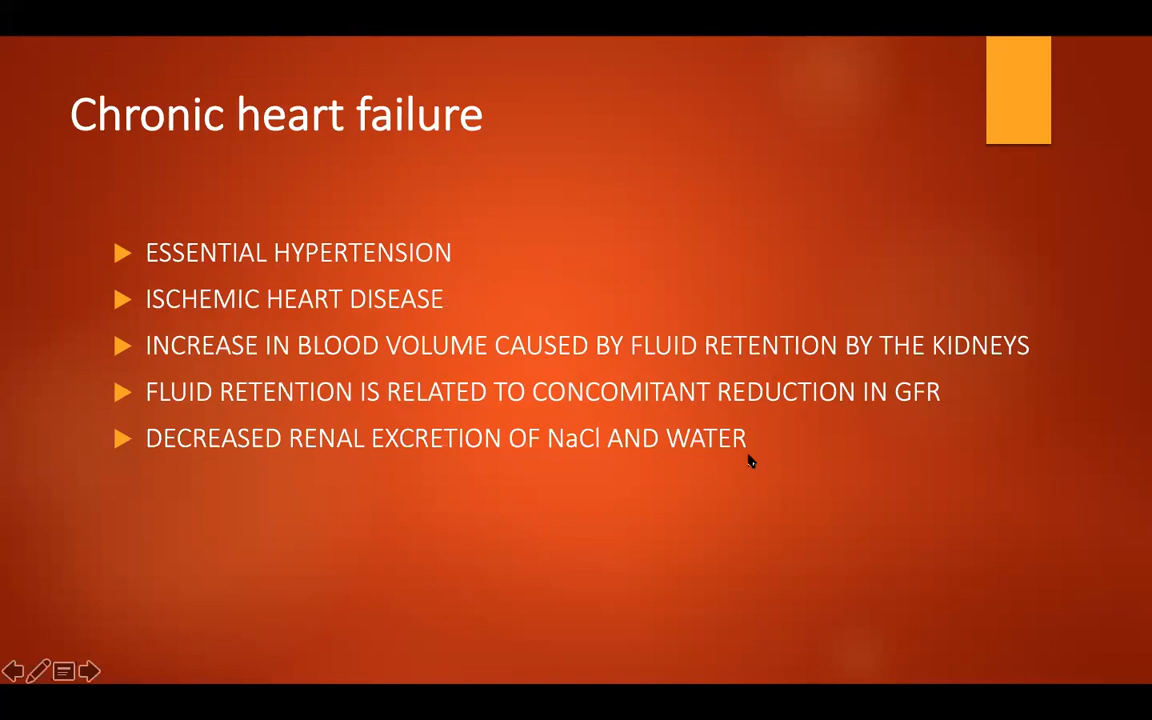 Chronic heart failure
ESSENTIAL HYPERTENSION
ISCHEMIC HEART DISEASE
INCREASE IN BLOOD VOLUME CAUSED BY FLUID RETENTION BY THE KIDNEYS
FLUID RETENTION IS RELATED TO CONCOMITANT REDUCTION IN GFR
DECREASED RENAL EXCRETION OF NaCl AND WATER